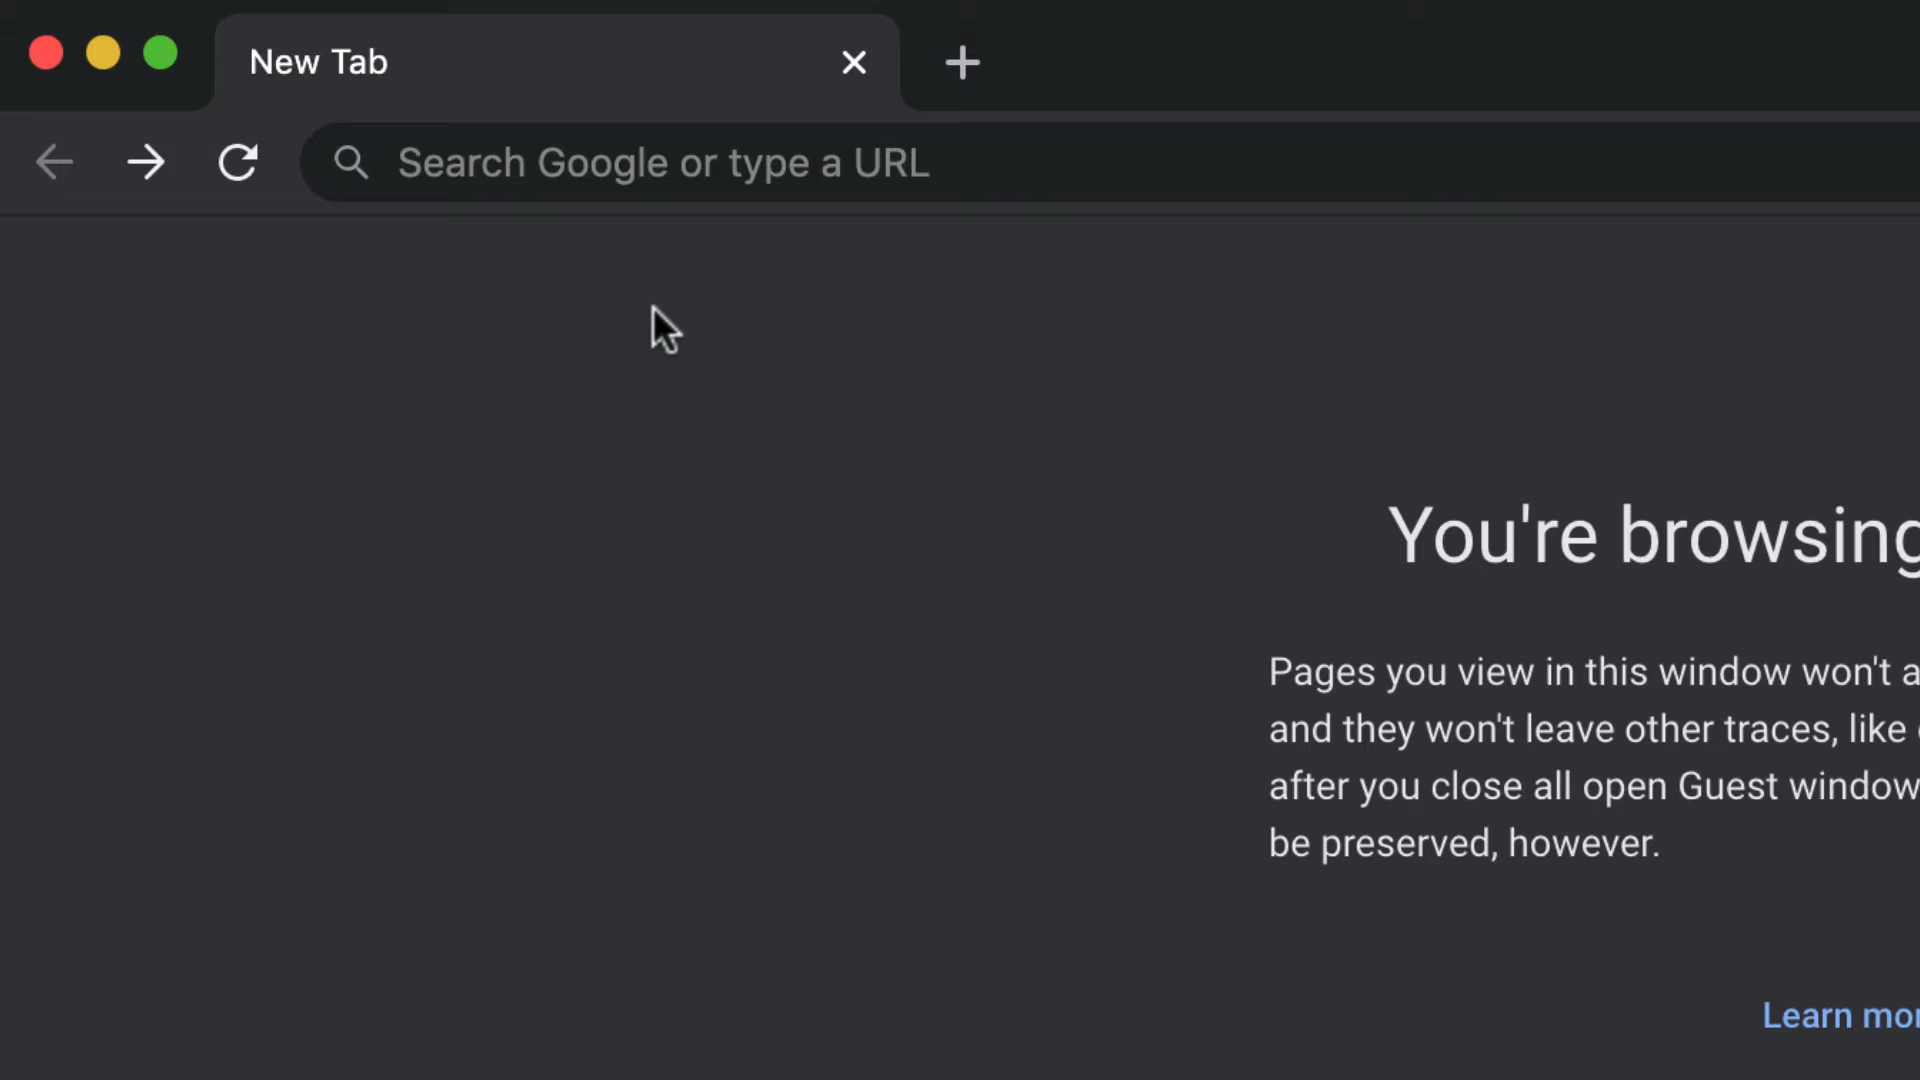 New Tab
Search Google or type a URL
You're browsing
Pages you view in this window won't a
and they won't leave other traces, like
after you close all open Guest window
be preserved, however.
Learn mor